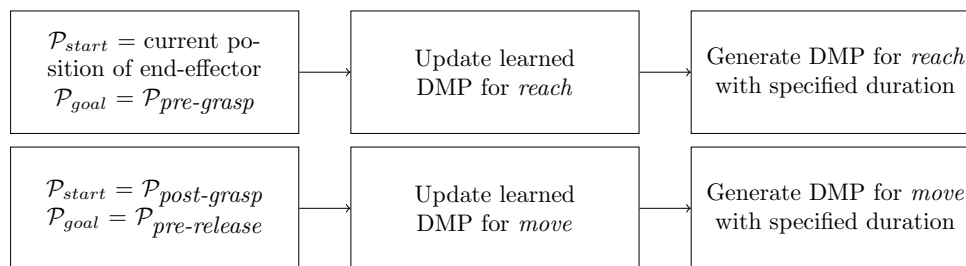 𝒫start = current po-
sition of end-effector
𝒫goal = 𝒫pre-grasp
Update learned
DMP for reach
Generate DMP for reach
with specified duration
𝒫start = 𝒫post-grasp
𝒫goal = 𝒫pre-release
Update learned
DMP for move
Generate DMP for move
with specified duration